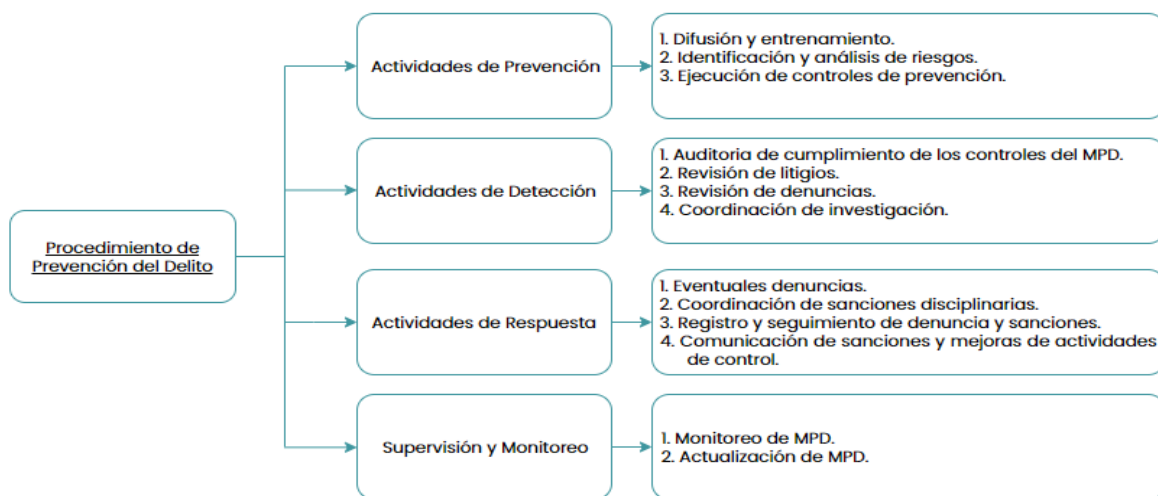 Procedimiento de
Prevención del Delito
Actividades de Prevención
1. Difusión y entrenamiento.
2. Identificación y análisis de riesgos.
3. Ejecución de controles de prevención.
Actividades de Detección
1. Auditoria de cumplimiento de los controles del MPD.
2. Revisión de litigios.
3. Revisión de denuncias.
4. Coordinación de investigación.
Actividades de Respuesta
1. Eventuales denuncias.
2. Coordinación de sanciones disciplinarias.
3. Registro y seguimiento de denuncia y sanciones.
4. Comunicación de sanciones y mejoras de actividades
de control.
Supervisión y Monitoreo
1. Monitoreo de MPD.
2. Actualización de MPD.